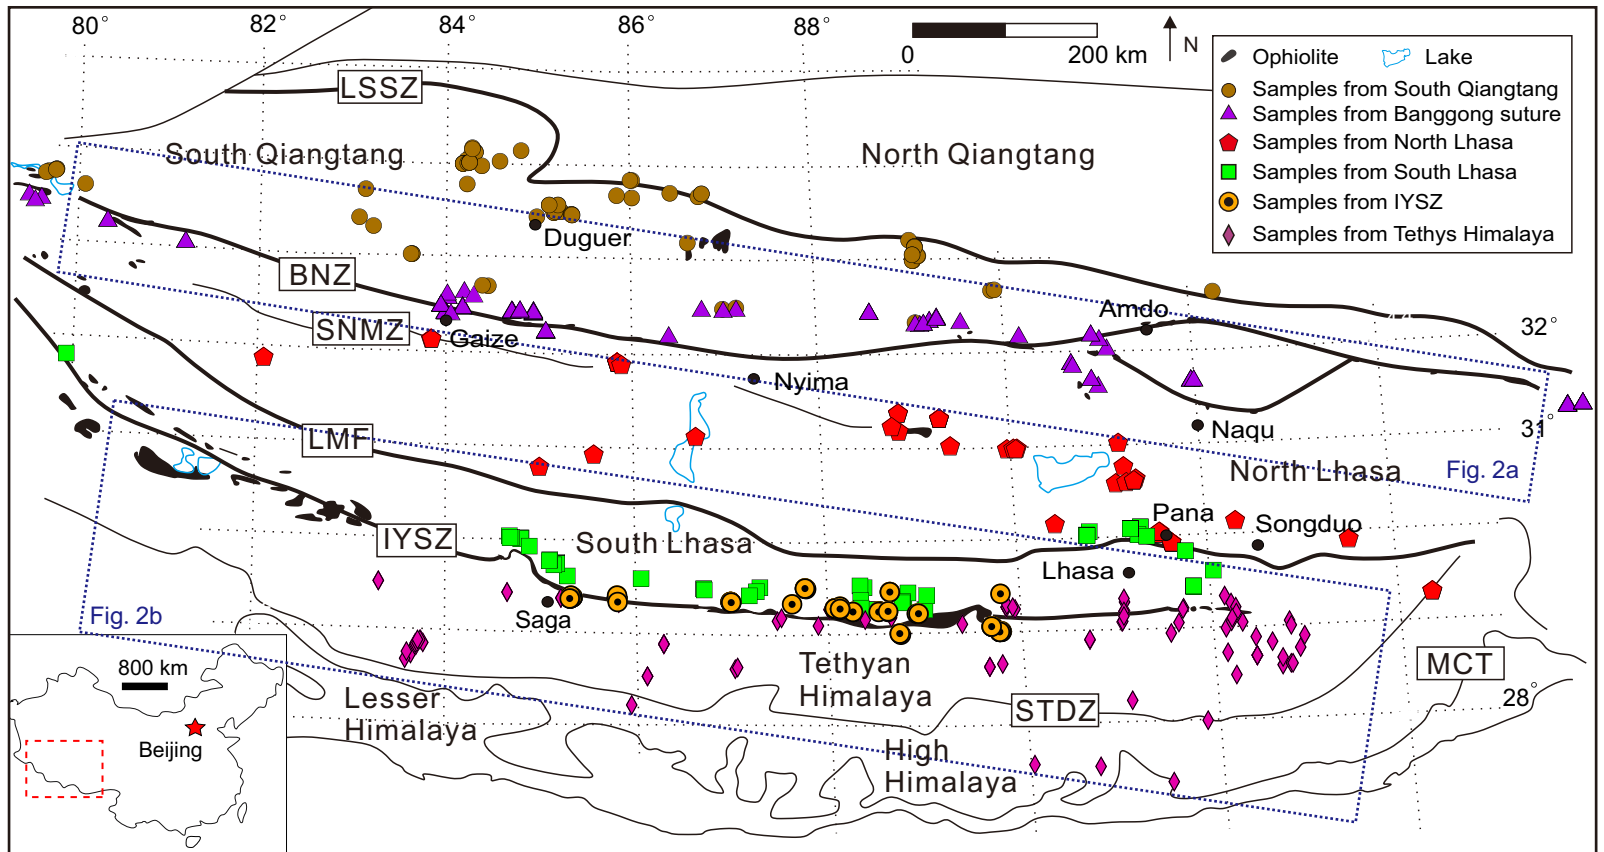 80°
82°
84°
86°
88°
0
200 km
N
Ophiolite
Lake
Samples from South Qiangtang
Samples from Banggong suture
Samples from North Lhasa
Samples from South Lhasa
Samples from IYSZ
Samples from Tethys Himalaya
LSSZ
South Qiangtang
North Qiangtang
Duguer
BNZ
Amdo
32°
SNMZ
Gaize
Nyima
31°
Naqu
LMF
North Lhasa
Fig. 2a
Pana
Songduo
IYSZ
South Lhasa
Lhasa
Fig. 2b
Saga
Tethyan
Himalaya
MCT
Lesser
Himalaya
STDZ
28°
High
Himalaya
800 km
Beijing